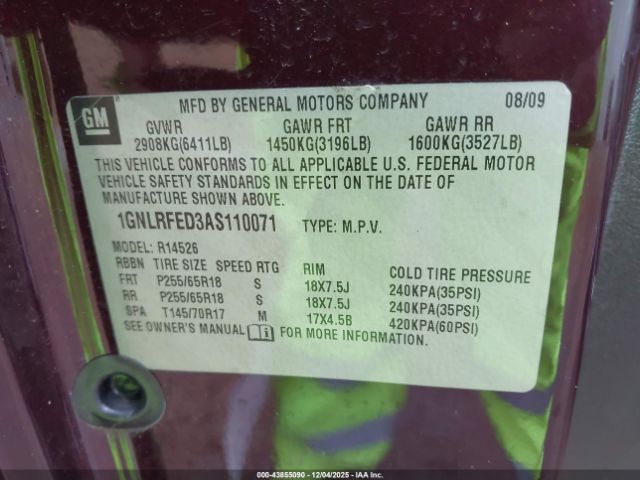 GM
MFD BY GENERAL MOTORS COMPANY 08/09
GVWR GAWR FRT GAWR RR
2908KG(6411LB) 1450KG(3196LB) 1600KG(3527LB)
THIS VEHICLE CONFORMS TO ALL APPLICABLE U.S. FEDERAL MOTOR
VEHICLE SAFETY STANDARDS IN EFFECT ON THE DATE OF
MANUFACTURE SHOWN ABOVE.
1GNLRFED3AS110071 TYPE: M.P.V.
MODEL: R14526
RBBN TIRE SIZE SPEED RTG RIM COLD TIRE PRESSURE
FRT P255/65R18 S 18X7.5J 240KPA(35PSI)
RR P255/65R18 S 18X7.5J 240KPA(35PSI)
SPA T145/70R17 M 17X4.5B 420KPA(60PSI)
SEE OWNER'S MANUAL i FOR MORE INFORMATION.
000-43855090 - 12/04/2025 - IAA Inc.